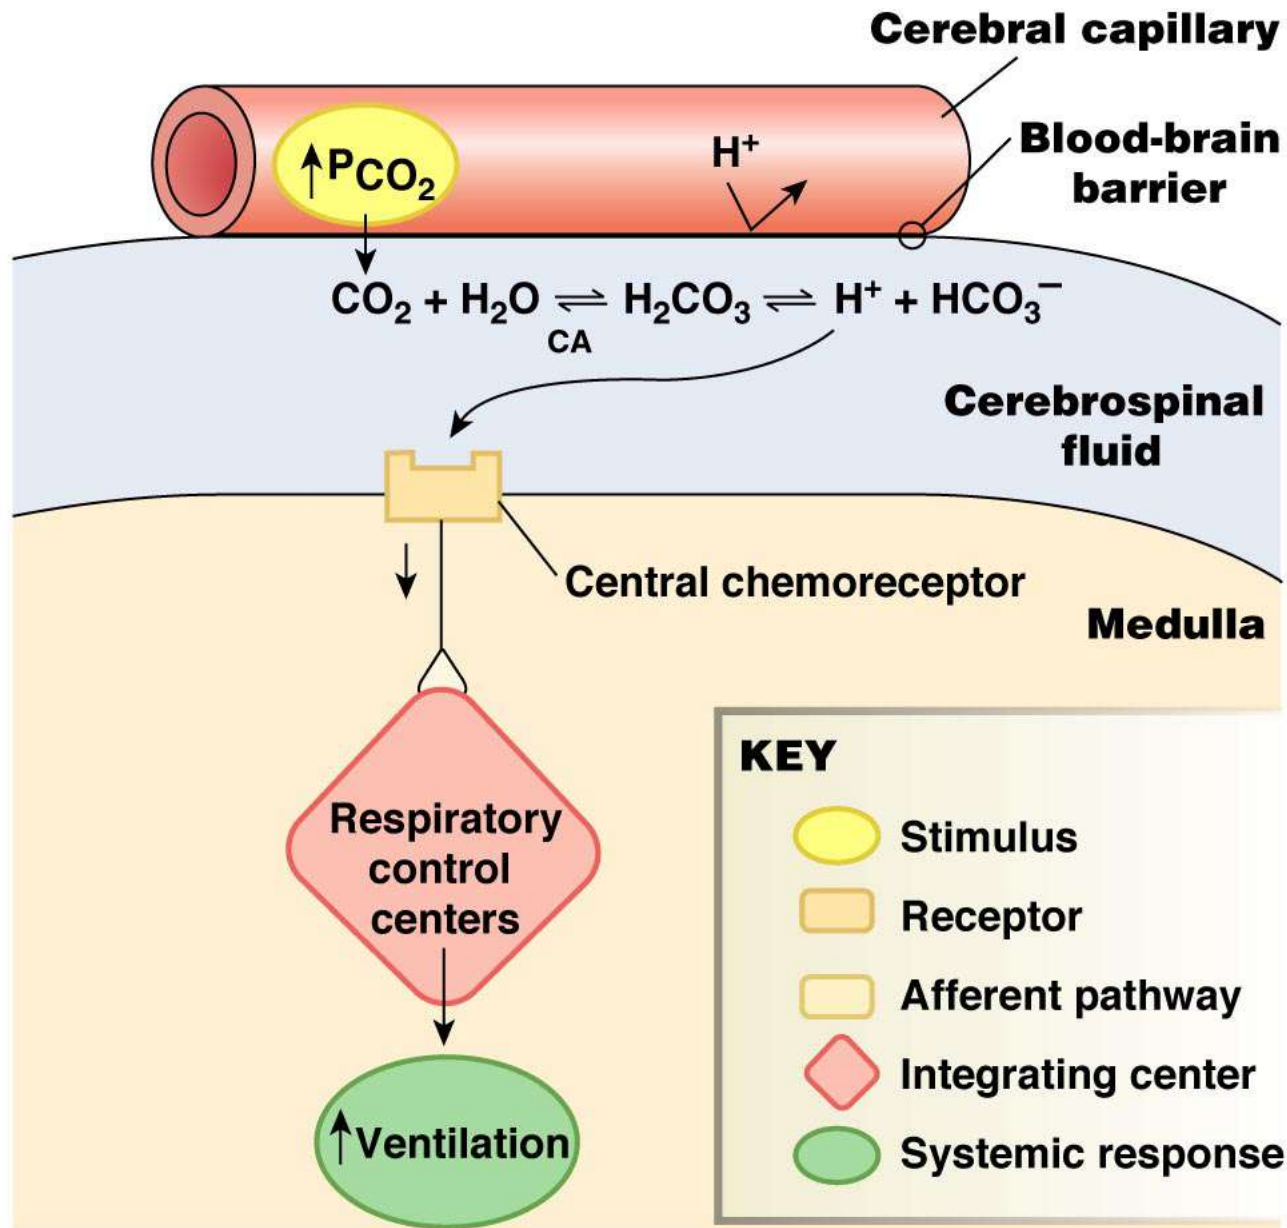 Cerebral capillary
↑PCO₂
H⁺
Blood-brain
barrier
CO₂ + H₂O ⇌ H₂CO₃ ⇌ H⁺ + HCO₃⁻
CA
Cerebrospinal
fluid
Central chemoreceptor
Medulla
Respiratory
control
centers
↑Ventilation
KEY
Stimulus
Receptor
Afferent pathway
Integrating center
Systemic response